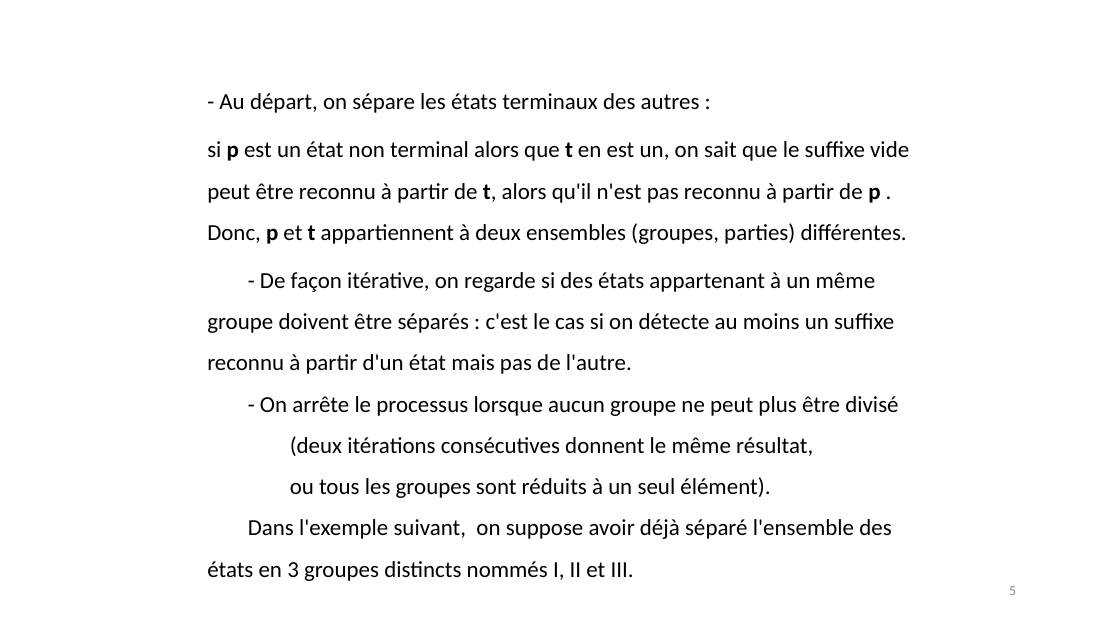 - Au départ, on sépare les états terminaux des autres :
si p est un état non terminal alors que t en est un, on sait que le suffixe vide
peut être reconnu à partir de t, alors qu'il n'est pas reconnu à partir de p .
Donc, p et t appartiennent à deux ensembles (groupes, parties) différentes.
- De façon itérative, on regarde si des états appartenant à un même
groupe doivent être séparés : c'est le cas si on détecte au moins un suffixe
reconnu à partir d'un état mais pas de l'autre.
- On arrête le processus lorsque aucun groupe ne peut plus être divisé
(deux itérations consécutives donnent le même résultat,
ou tous les groupes sont réduits à un seul élément).
Dans l'exemple suivant,  on suppose avoir déjà séparé l'ensemble des
états en 3 groupes distincts nommés I, II et III.
5